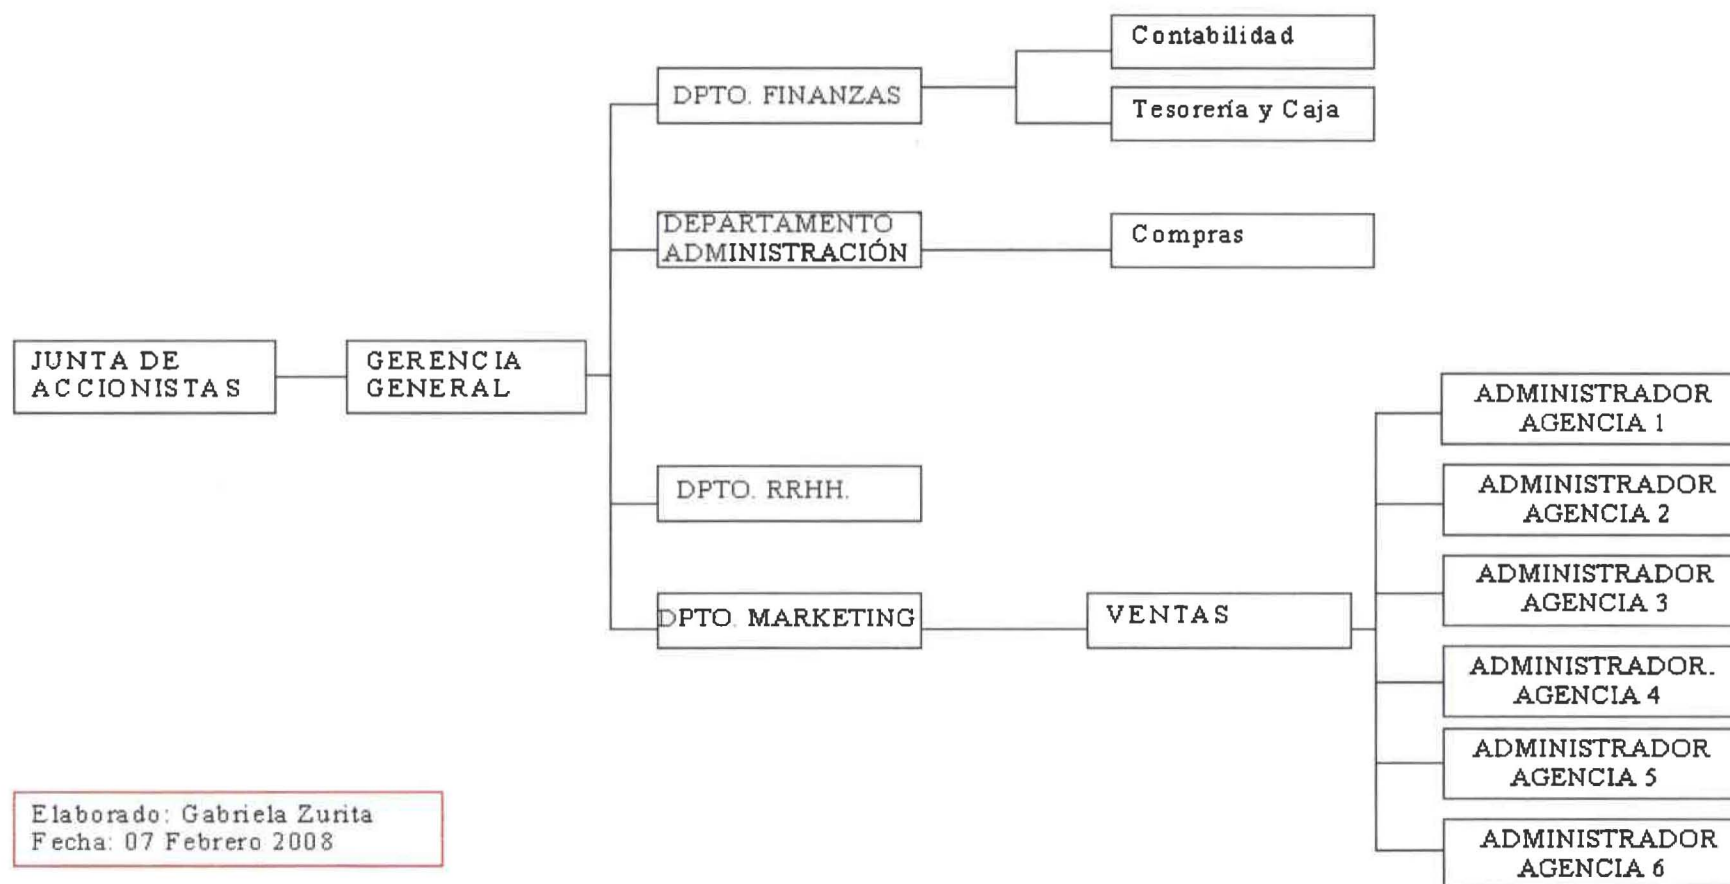 Contabilidad
DPTO. FINANZAS
Tesorería y Caja
DEPARTAMENTO
ADMINISTRACIÓN
Compras
JUNTA DE
ACCIONISTAS
GERENCIA
GENERAL
DPTO. RRHH.
DPTO. MARKETING
VENTAS
ADMINISTRADOR
AGENCIA 1
ADMINISTRADOR
AGENCIA 2
ADMINISTRADOR
AGENCIA 3
ADMINISTRADOR.
AGENCIA 4
ADMINISTRADOR
AGENCIA 5
ADMINISTRADOR
AGENCIA 6
Elaborado: Gabriela Zurita
Fecha: 07 Febrero 2008